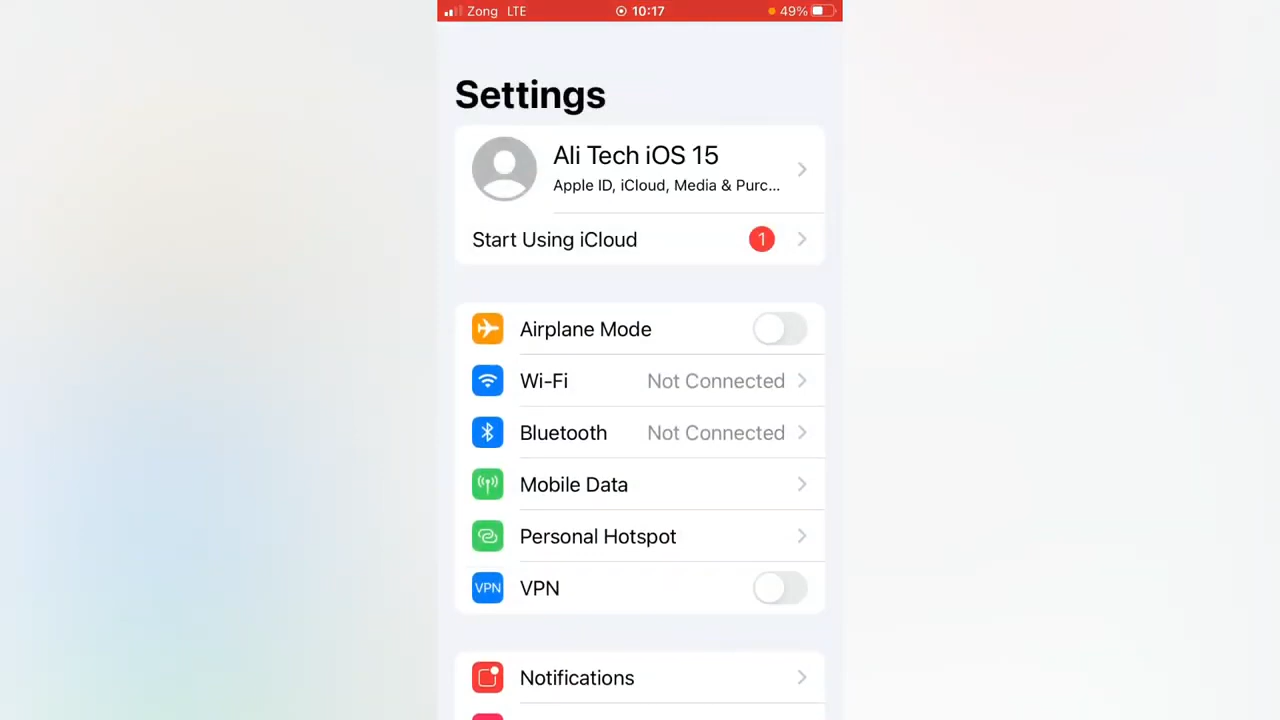 Zong LTE 10:17 49%
Settings
Ali Tech iOS 15
Apple ID, iCloud, Media & Purc...
Start Using iCloud 1
Airplane Mode
Wi-Fi Not Connected
Bluetooth Not Connected
Mobile Data
Personal Hotspot
VPN VPN
Notifications